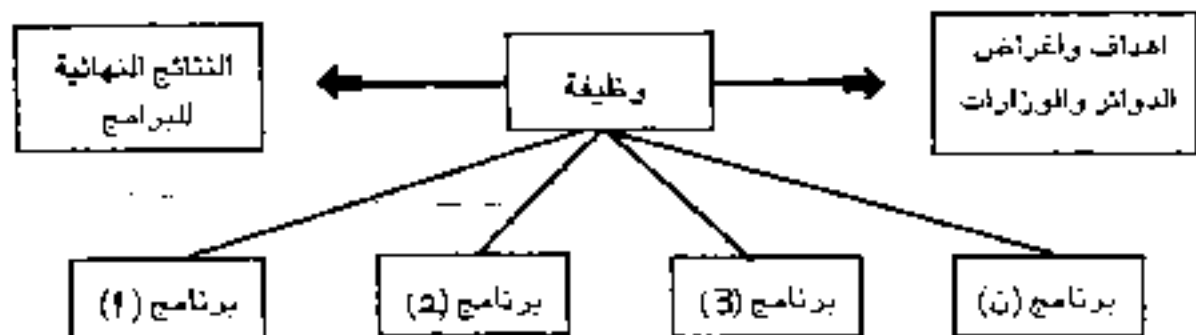 اهداف واغراض
الدوائر والوزارات
وظيفة
النتائج النهائية
للبرامج
برنامج (ن)
برنامج (3)
برنامج (2)
برنامج (1)